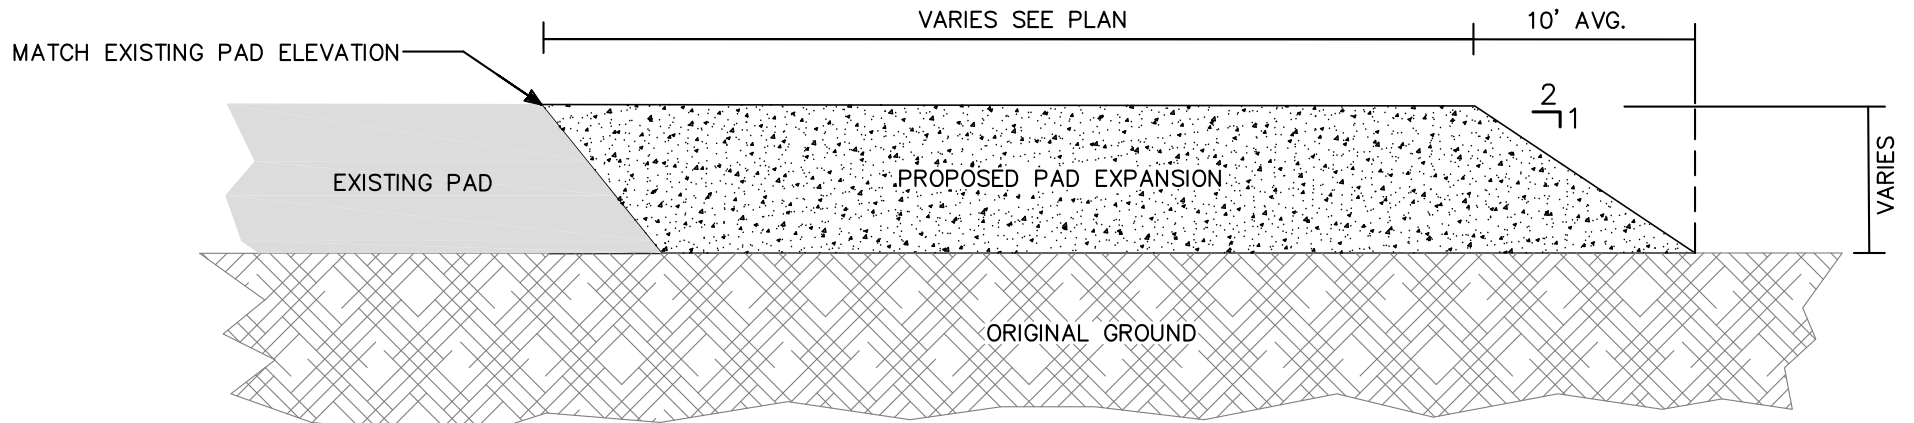 VARIES SEE PLAN
10' AVG.
MATCH EXISTING PAD ELEVATION
2
1
EXISTING PAD
PROPOSED PAD EXPANSION
VARIES
ORIGINAL GROUND